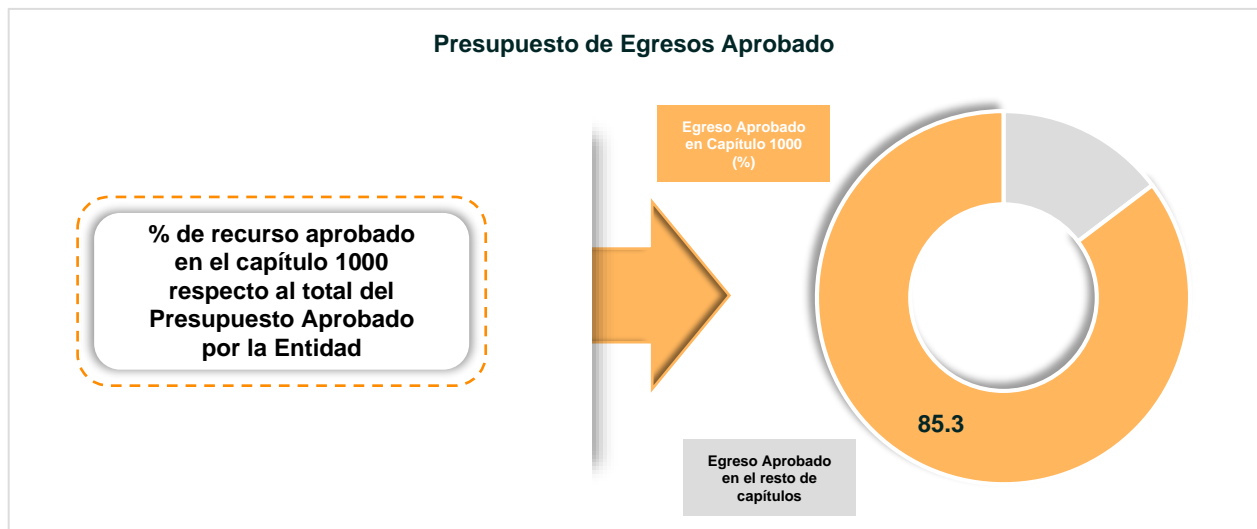 Presupuesto de Egresos Aprobado
Egreso Aprobado
en Capítulo 1000
(%)
% de recurso aprobado
en el capítulo 1000
respecto al total del
Presupuesto Aprobado
por la Entidad
85.3
Egreso Aprobado
en el resto de
capítulos